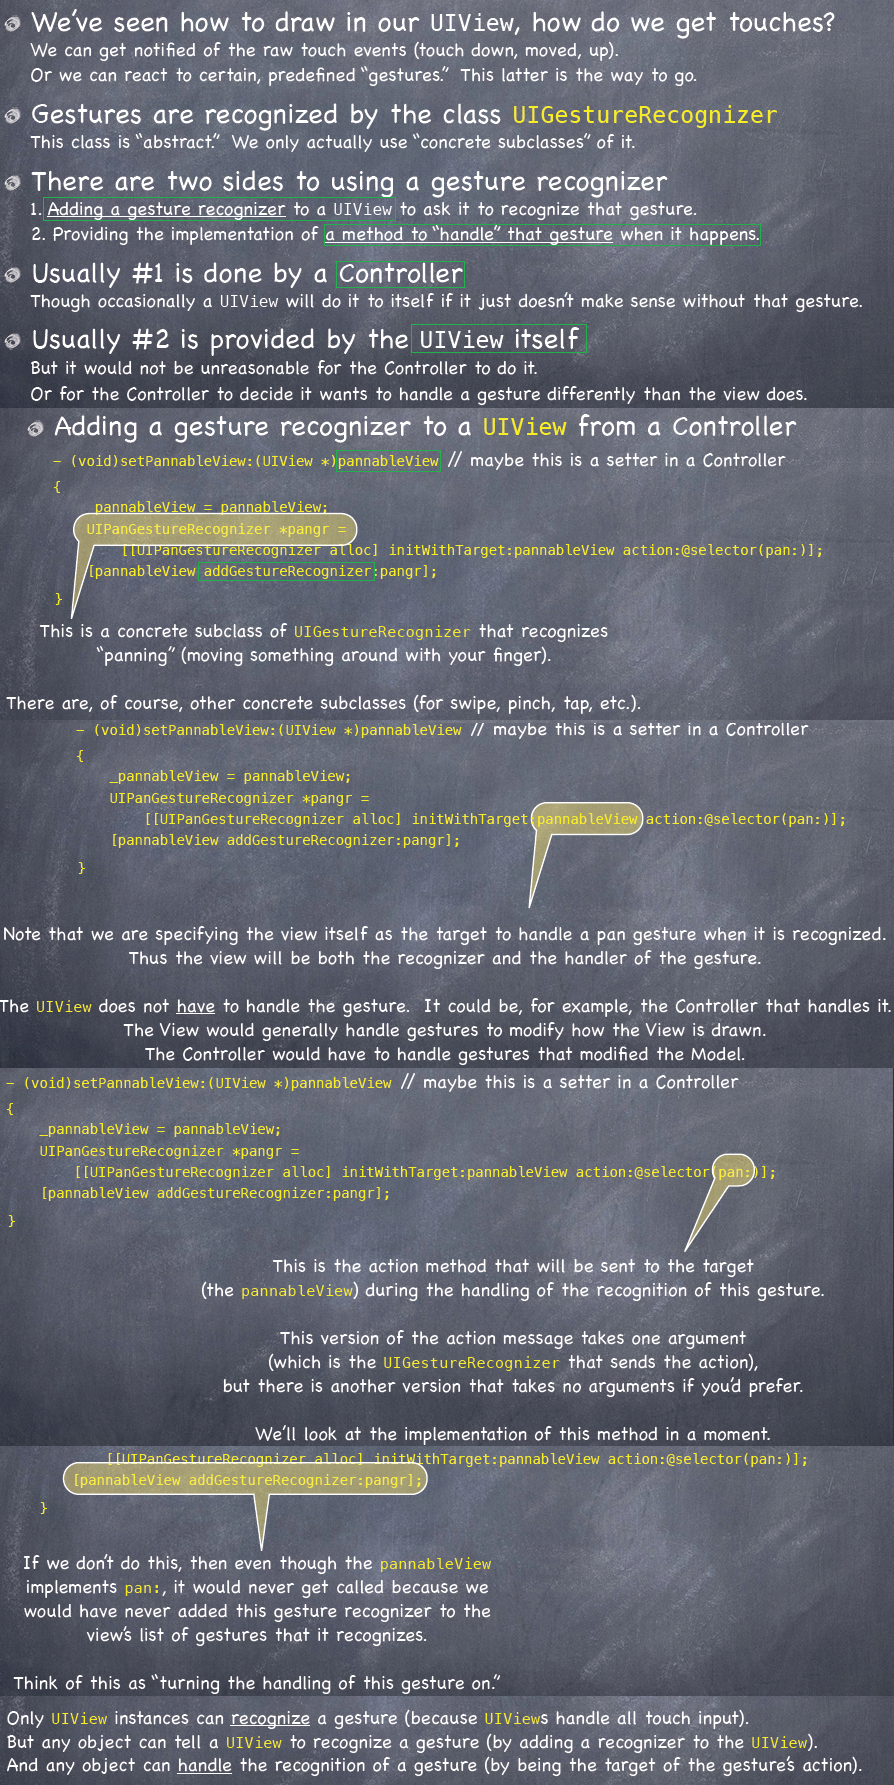 We've seen how to draw in our UIView, how do we get touches?
We can get notified of the raw touch events (touch down, moved, up).
Or we can react to certain, predefined "gestures." This latter is the way to go.
Gestures are recognized by the class UIGestureRecognizer
This class is "abstract." We only actually use "concrete subclasses" of it.
There are two sides to using a gesture recognizer
1. Adding a gesture recognizer to a UIView to ask it to recognize that gesture.
2. Providing the implementation of a method to "handle" that gesture when it happens.
Usually #1 is done by a Controller
Though occasionally a UIView will do it to itself if it just doesn't make sense without that gesture.
Usually #2 is provided by the UIView itself
But it would not be unreasonable for the Controller to do it.
Or for the Controller to decide it wants to handle a gesture differently than the view does.
Adding a gesture recognizer to a UIView from a Controller
– (void)setPannableView:(UIView *)pannableView // maybe this is a setter in a Controller
{
_pannableView = pannableView;
UIPanGestureRecognizer *pangr =
[[UIPanGestureRecognizer alloc] initWithTarget:pannableView action:@selector(pan:)];
[pannableView addGestureRecognizer:pangr];
}
This is a concrete subclass of UIGestureRecognizer that recognizes
"panning" (moving something around with your finger).
There are, of course, other concrete subclasses (for swipe, pinch, tap, etc.).
– (void)setPannableView:(UIView *)pannableView // maybe this is a setter in a Controller
{
_pannableView = pannableView;
UIPanGestureRecognizer *pangr =
[[UIPanGestureRecognizer alloc] initWithTarget:pannableView action:@selector(pan:)];
[pannableView addGestureRecognizer:pangr];
}
Note that we are specifying the view itself as the target to handle a pan gesture when it is recognized.
Thus the view will be both the recognizer and the handler of the gesture.
The UIView does not have to handle the gesture. It could be, for example, the Controller that handles it.
The View would generally handle gestures to modify how the View is drawn.
The Controller would have to handle gestures that modified the Model.
– (void)setPannableView:(UIView *)pannableView // maybe this is a setter in a Controller
{
_pannableView = pannableView;
UIPanGestureRecognizer *pangr =
[[UIPanGestureRecognizer alloc] initWithTarget:pannableView action:@selector(pan:)];
[pannableView addGestureRecognizer:pangr];
}
This is the action method that will be sent to the target
(the pannableView) during the handling of the recognition of this gesture.
This version of the action message takes one argument
(which is the UIGestureRecognizer that sends the action),
but there is another version that takes no arguments if you'd prefer.
We'll look at the implementation of this method in a moment.
[[UIPanGestureRecognizer alloc] initWithTarget:pannableView action:@selector(pan:)];
[pannableView addGestureRecognizer:pangr];
}
If we don't do this, then even though the pannableView
implements pan:, it would never get called because we
would have never added this gesture recognizer to the
view's list of gestures that it recognizes.
Think of this as "turning the handling of this gesture on."
Only UIView instances can recognize a gesture (because UIViews handle all touch input).
But any object can tell a UIView to recognize a gesture (by adding a recognizer to the UIView).
And any object can handle the recognition of a gesture (by being the target of the gesture's action).